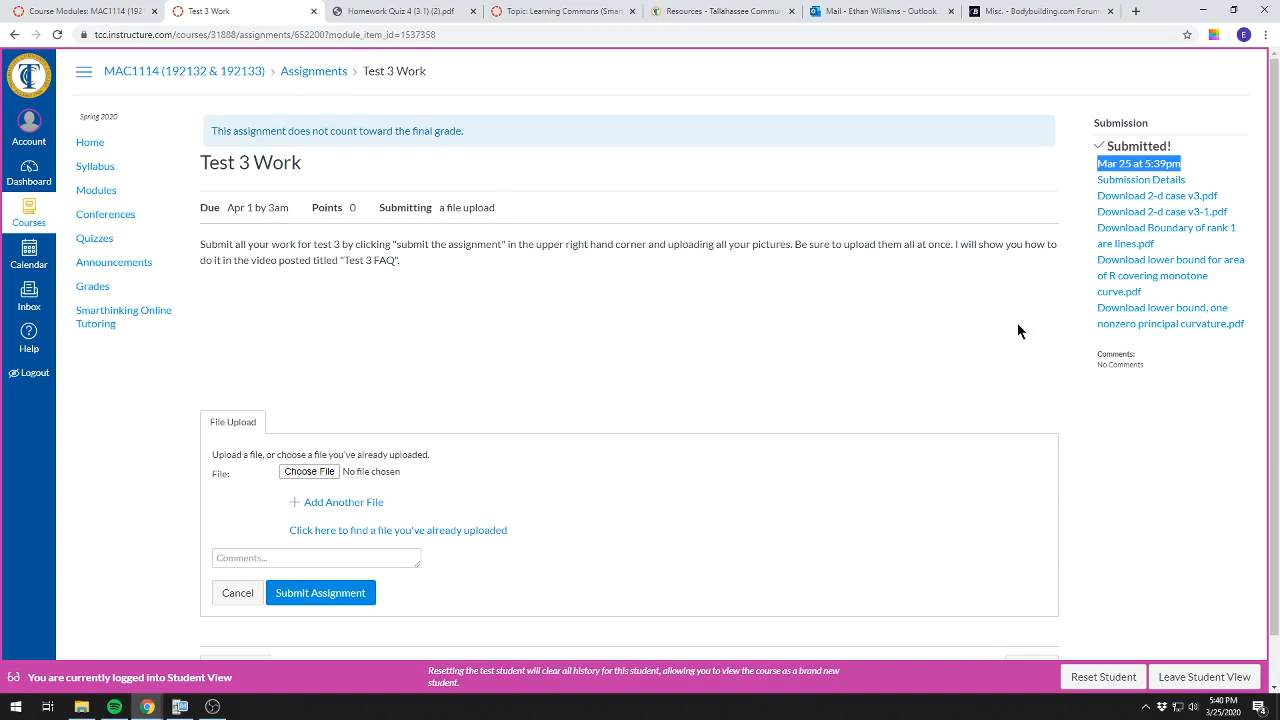 Course Modules: MAC1114 (192
Test 3 Work
Homework Quiz 4 (3.1) (2).pdf
Topic: Learning Commons (Smar
Resources - Tallahassee Commun
Mail - Ethan Williams - Outlook
Misc. - Bodybuilding.com Forum
tcc.instructure.com/courses/31888/assignments/652200?module_item_id=1537358
E
MAC1114 (192132 & 192133) › Assignments › Test 3 Work
Account
Dashboard
Courses
Calendar
Inbox
Help
Logout
Spring 2020
Home
Syllabus
Modules
Conferences
Quizzes
Announcements
Grades
Smarthinking Online
Tutoring
This assignment does not count toward the final grade.
Test 3 Work
Due Apr 1 by 3am Points 0 Submitting a file upload
Submit all your work for test 3 by clicking "submit the assignment" in the upper right hand corner and uploading all your pictures. Be sure to upload them all at once. I will show you how to
do it in the video posted titled "Test 3 FAQ".
File Upload
Upload a file, or choose a file you've already uploaded.
File: Choose File No file chosen
Add Another File
Click here to find a file you've already uploaded
Comments...
Cancel Submit Assignment
Submission
Submitted!
Mar 25 at 5:39pm
Submission Details
Download 2-d case v3.pdf
Download 2-d case v3-1.pdf
Download Boundary of rank 1
are lines.pdf
Download lower bound for area
of R covering monotone
curve.pdf
Download lower bound, one
nonzero principal curvature.pdf
Comments:
No Comments
You are currently logged into Student View
Resetting the test student will clear all history for this student, allowing you to view the course as a brand new
student.
Reset Student Leave Student View
5:40 PM
3/25/2020